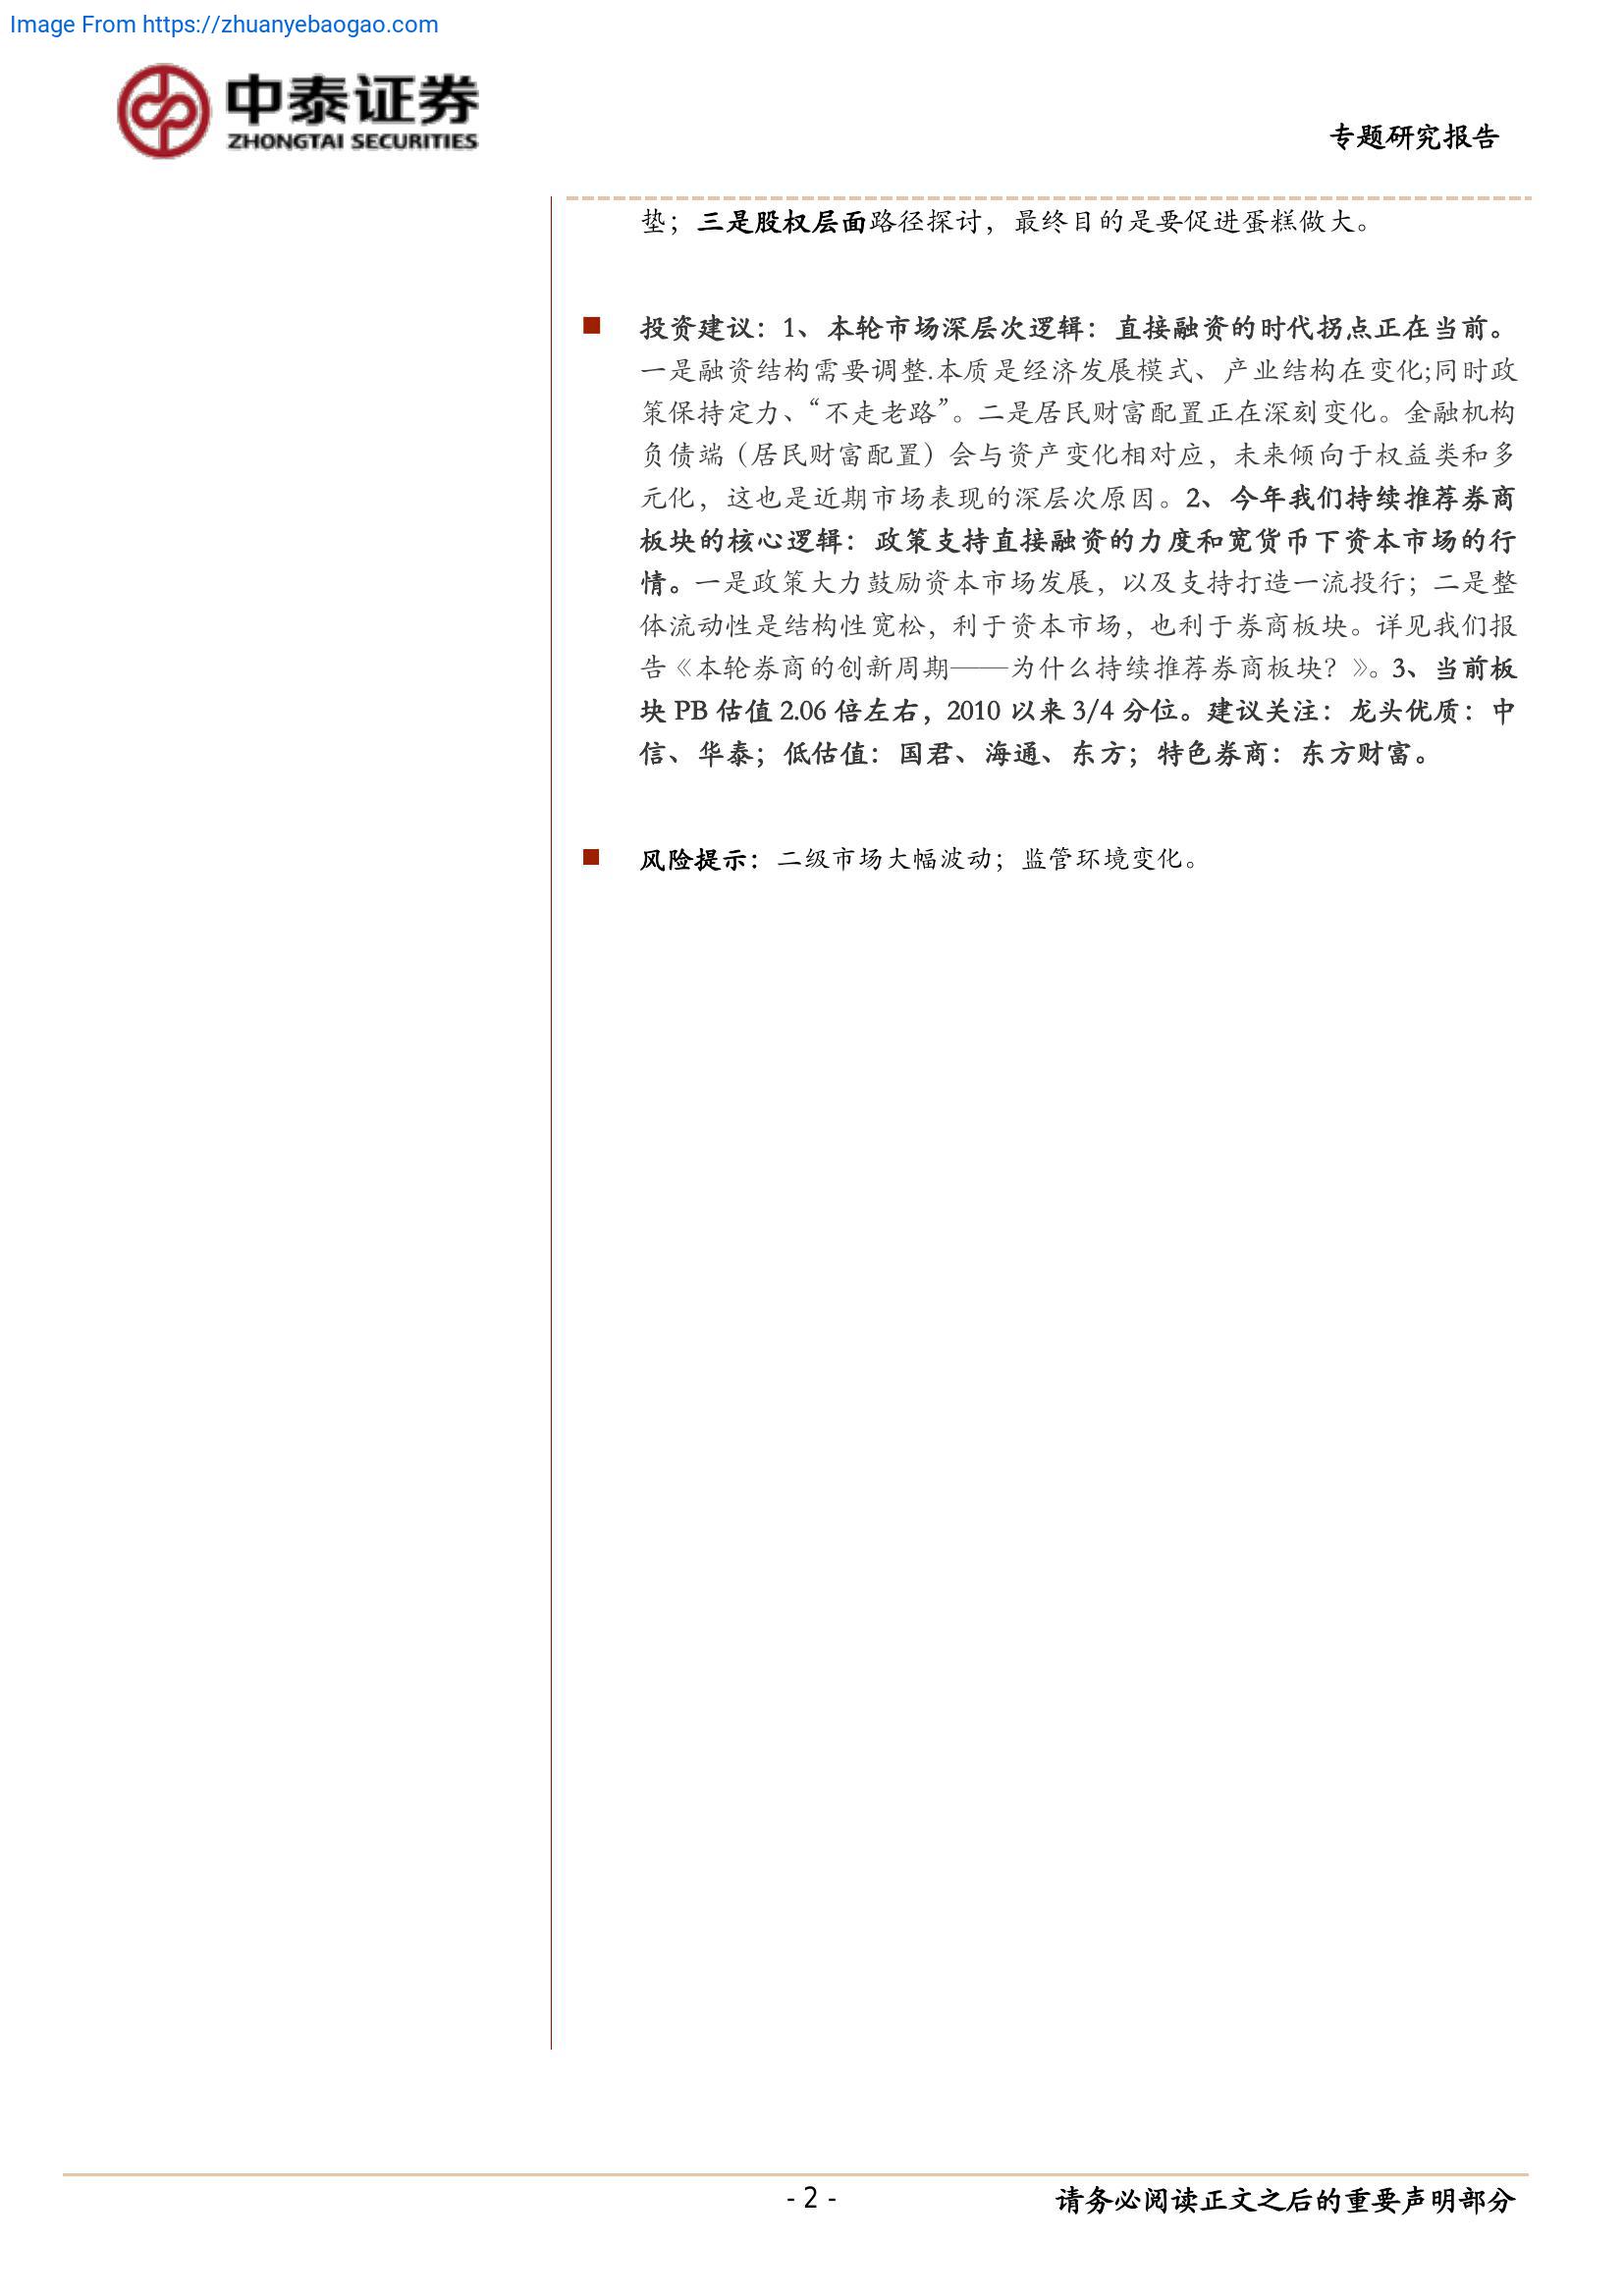 Image From https://zhuanyebaogao.com
中泰证券
ZHONGTAI SECURITIES
专题研究报告
垫；三是股权层面路径探讨，最终目的是要促进蛋糕做大。
投资建议：1、本轮市场深层次逻辑：直接融资的时代拐点正在当前。
一是融资结构需要调整.本质是经济发展模式、产业结构在变化;同时政
策保持定力、“不走老路”。二是居民财富配置正在深刻变化。金融机构
负债端（居民财富配置）会与资产变化相对应，未来倾向于权益类和多
元化，这也是近期市场表现的深层次原因。2、今年我们持续推荐券商
板块的核心逻辑：政策支持直接融资的力度和宽货币下资本市场的行
情。一是政策大力鼓励资本市场发展，以及支持打造一流投行；二是整
体流动性是结构性宽松，利于资本市场，也利于券商板块。详见我们报
告《本轮券商的创新周期——为什么持续推荐券商板块？》。3、当前板
块 PB 估值 2.06 倍左右，2010 以来 3/4 分位。建议关注：龙头优质：中
信、华泰；低估值：国君、海通、东方；特色券商：东方财富。
风险提示：二级市场大幅波动；监管环境变化。
- 2 -
请务必阅读正文之后的重要声明部分